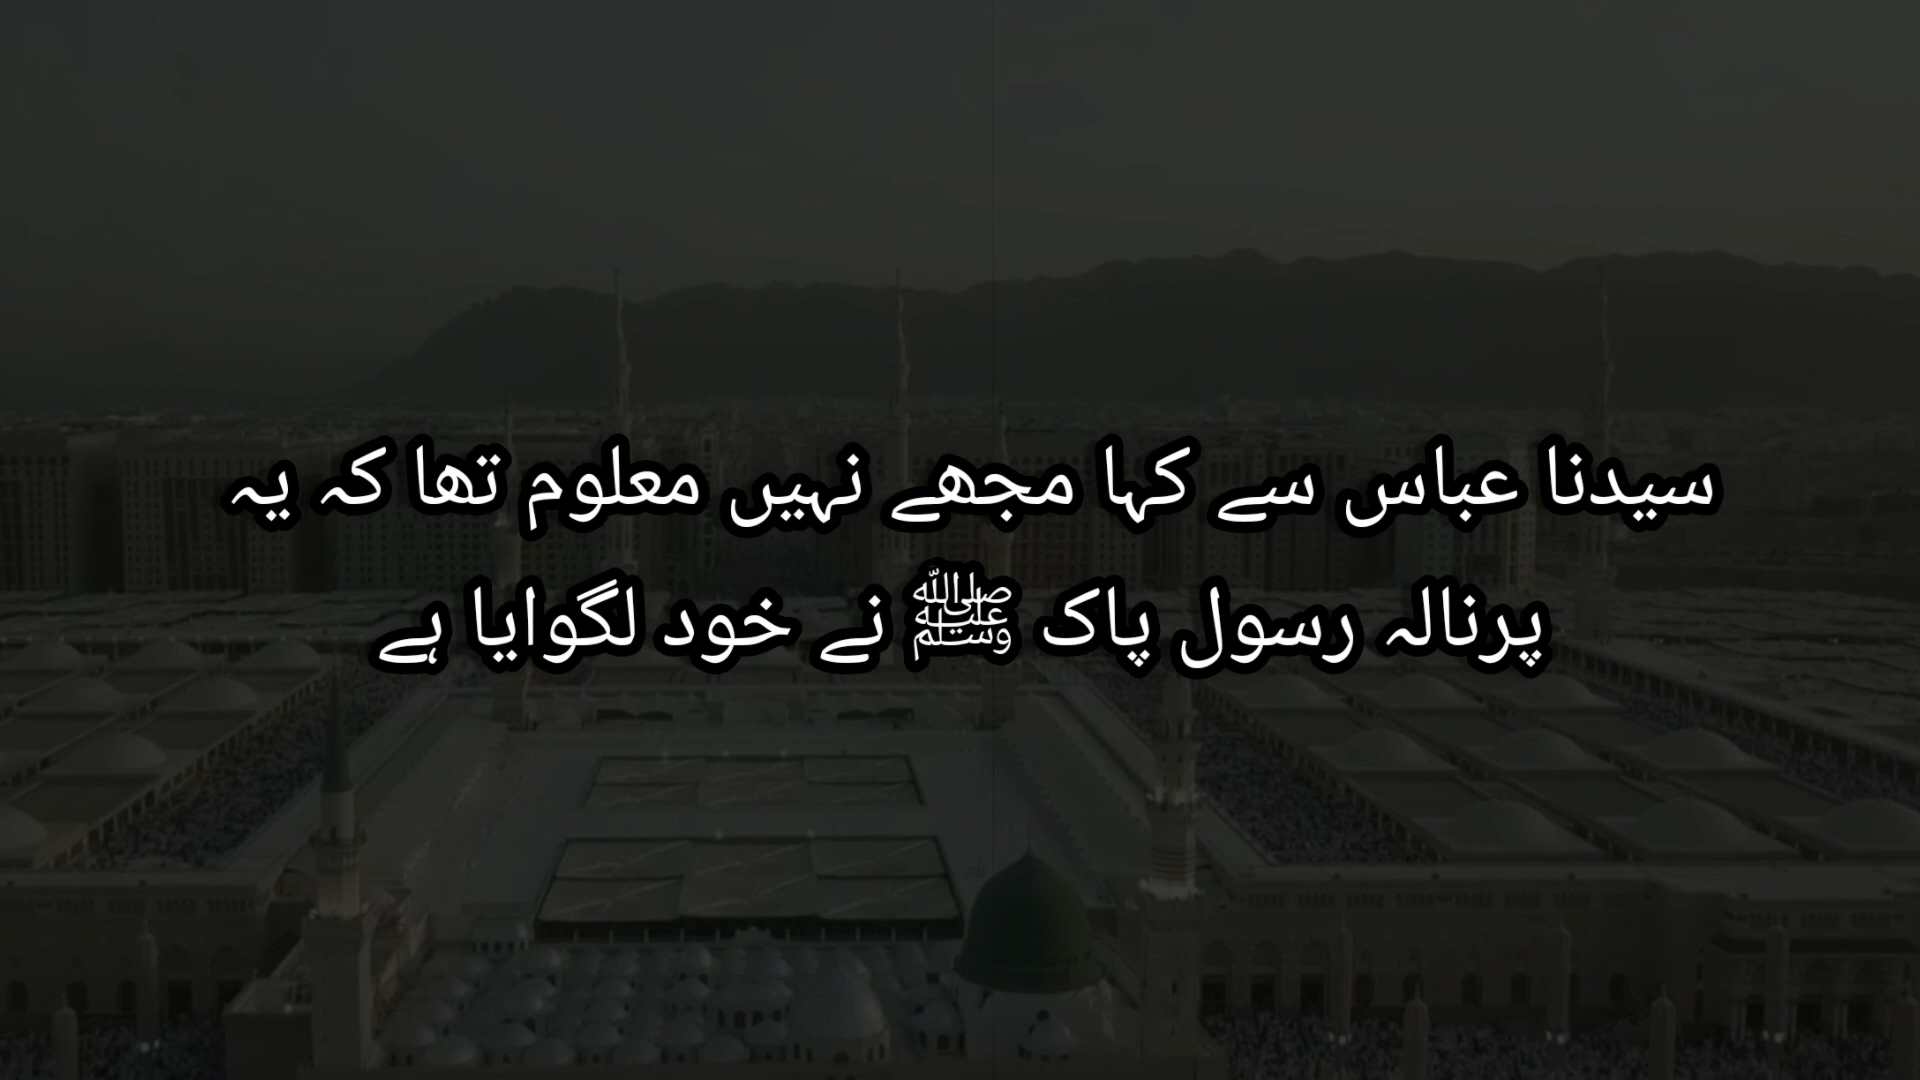 سیدنا عباس سے کہا مجھے نہیں معلوم تھا کہ یہ
پرنالہ رسول پاک ﷺ نے خود لگوایا ہے